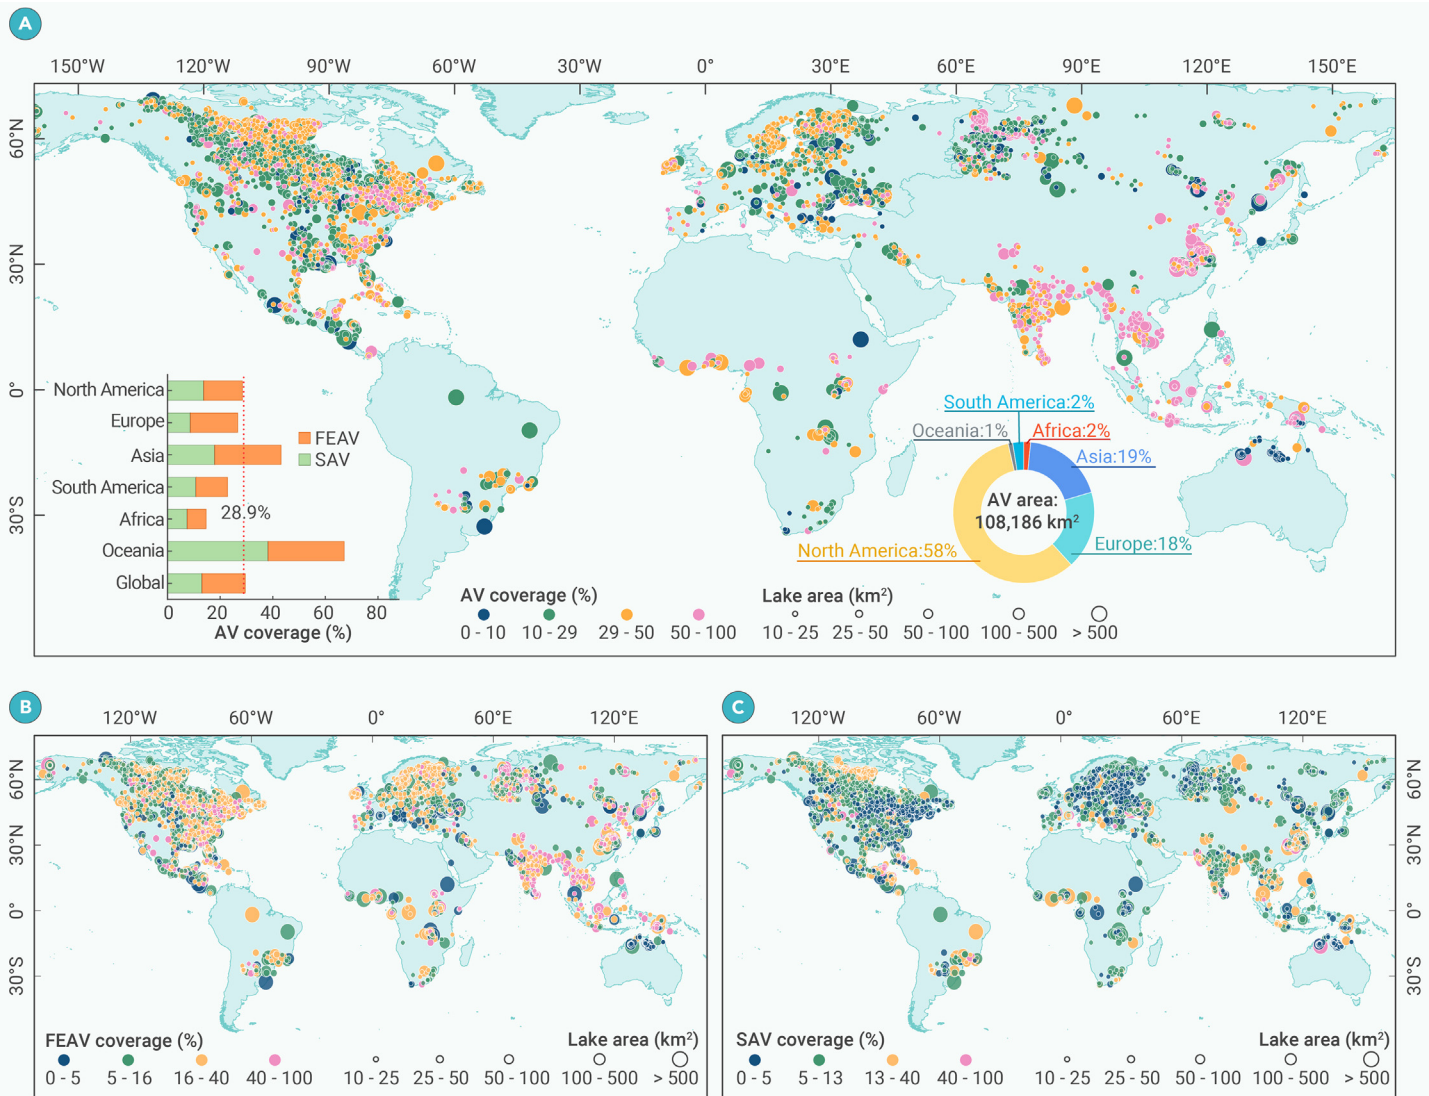 A
150°W 120°W 90°W 60°W 30°W 0° 30°E 60°E 90°E 120°E 150°E
60°N
30°N
0°
30°S
North America
Europe
Asia
South America
Africa
Oceania
Global
FEAV
SAV
28.9%
0 20 40 60 80
AV coverage (%)
South America:2%
Oceania:1%
Africa:2%
Asia:19%
AV area:
108,186 km²
Europe:18%
North America:58%
AV coverage (%)
0 - 10 10 - 29 29 - 50 50 - 100
Lake area (km²)
10 - 25 25 - 50 50 - 100 100 - 500 > 500
B
120°W 60°W 0° 60°E 120°E
60°N
30°N
0°
30°S
FEAV coverage (%)
0 - 5 5 - 16 16 - 40 40 - 100
Lake area (km²)
10 - 25 25 - 50 50 - 100 100 - 500 > 500
C
120°W 60°W 0° 60°E 120°E
60°N
30°N
0°
30°S
SAV coverage (%)
0 - 5 5 - 13 13 - 40 40 - 100
Lake area (km²)
10 - 25 25 - 50 50 - 100 100 - 500 > 500